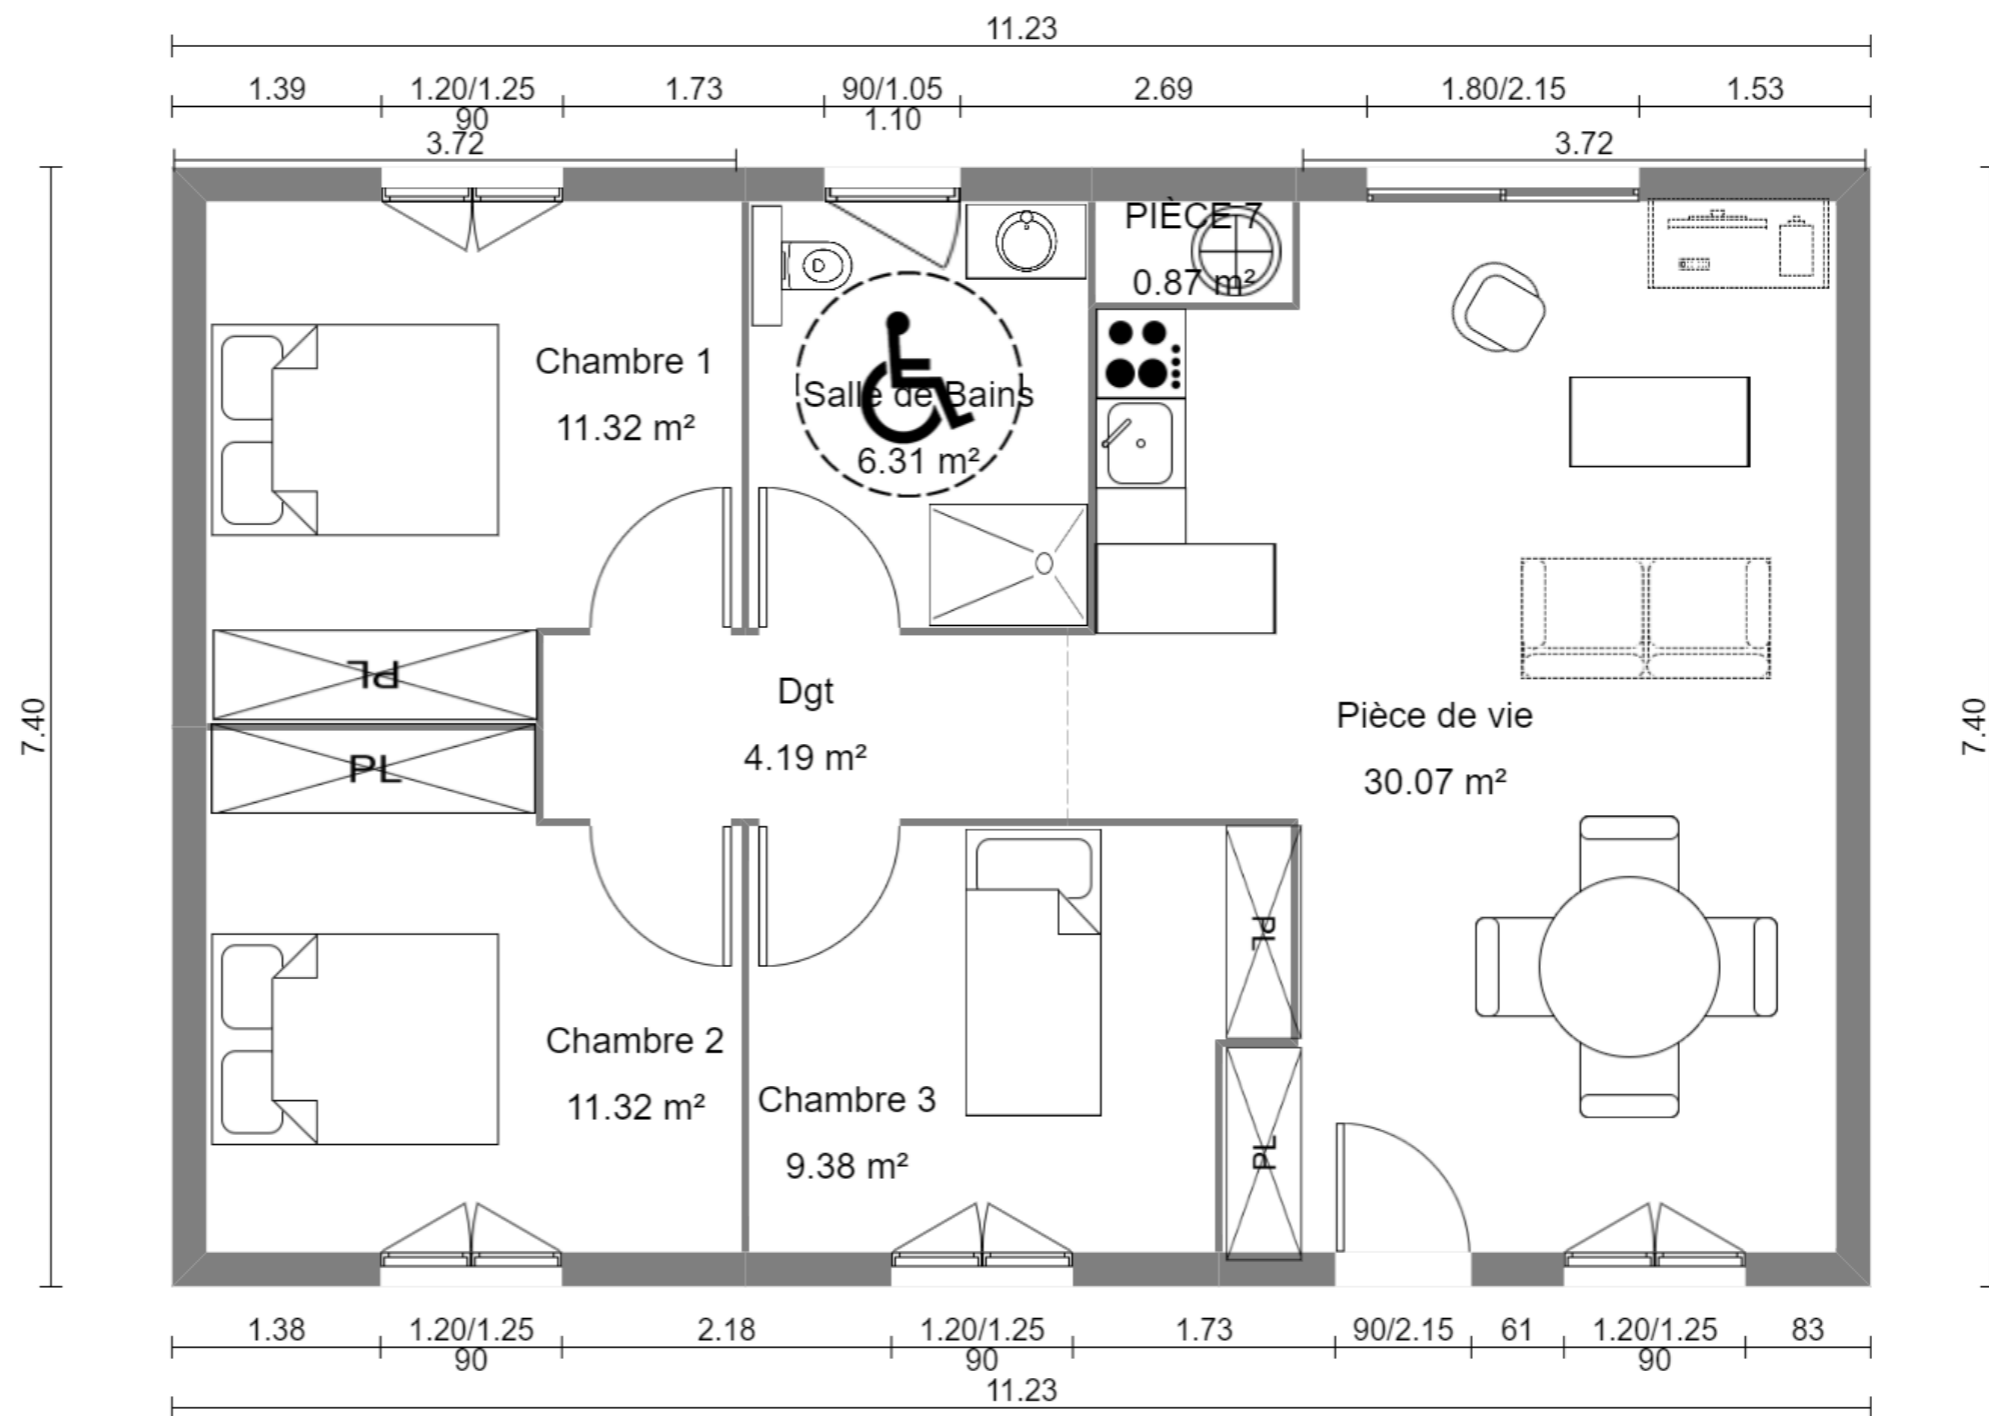 11.23
1.39 1.20/1.25 1.73 90/1.05 2.69 1.80/2.15 1.53
90 1.10
3.72 3.72
PIÈCE 7
0.87 m²
Chambre 1
11.32 m²
Salle de Bains
6.31 m²
PL
Dgt
4.19 m²
Pièce de vie
30.07 m²
7.40
7.40
PL
PL
Chambre 2
11.32 m²
Chambre 3
9.38 m²
PL
1.38 1.20/1.25 2.18 1.20/1.25 1.73 90/2.15 61 1.20/1.25 83
90 90 90
11.23